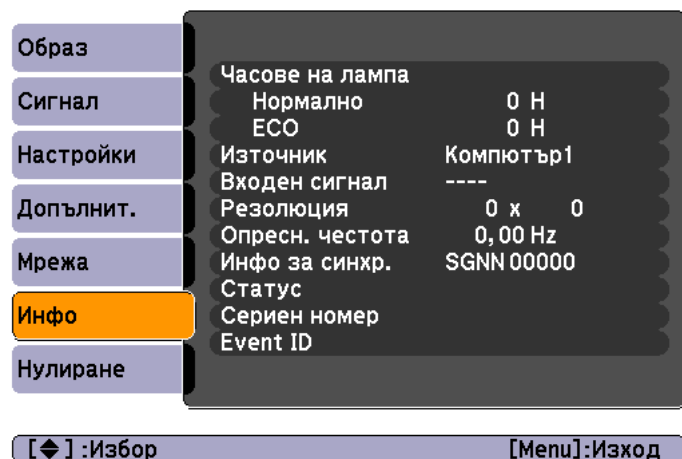 Образ
Сигнал
Настройки
Допълнит.
Мрежа
Инфо
Нулиране
Часове на лампа
Нормално 0 H
ECO 0 H
Източник Компютър1
Входен сигнал ----
Резолюция 0 x 0
Опресн. честота 0,00 Hz
Инфо за синхр. SGNN 00000
Статус
Сериен номер
Event ID
[◆] :Избор [Menu]:Изход